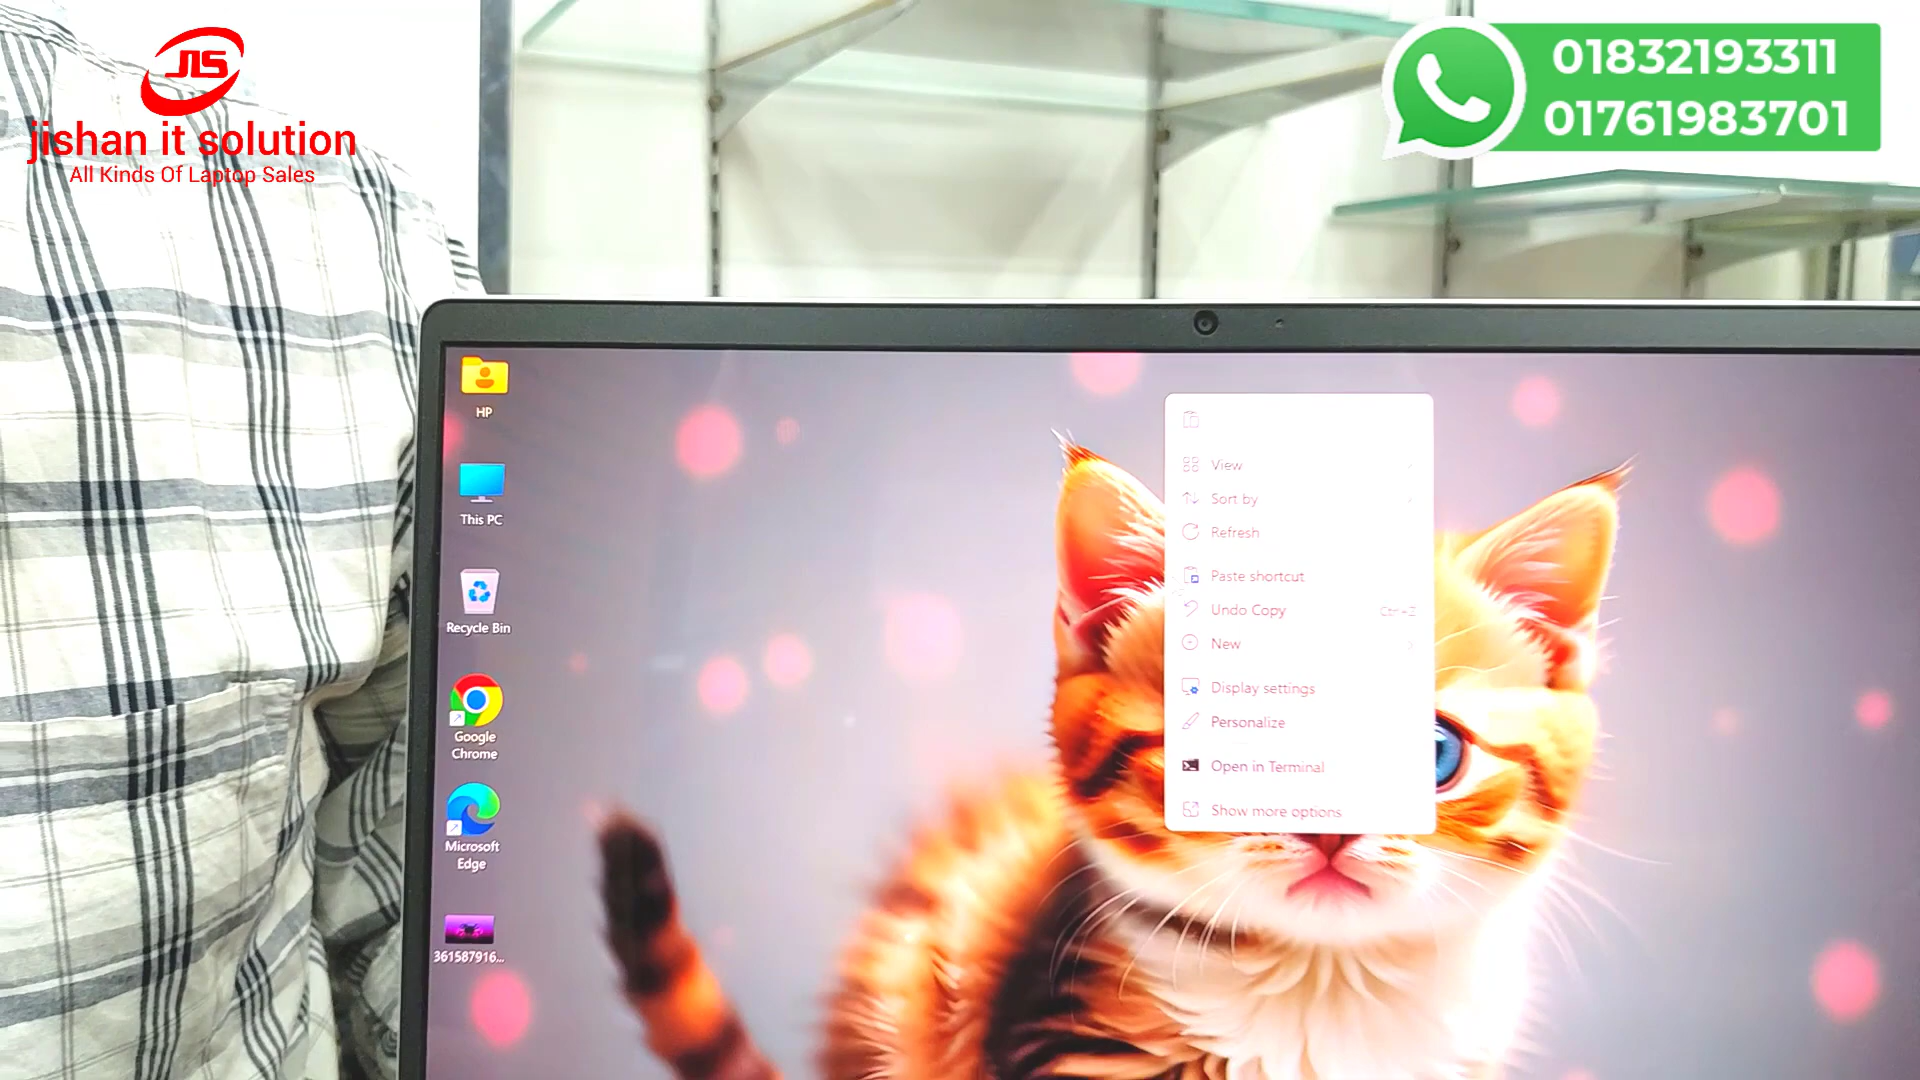 JIS
jishan it solution
All Kinds Of Laptop Sales
01832193311
01761983701
HP
This PC
Recycle Bin
Google
Chrome
Microsoft
Edge
361587916...
View
Sort by
Refresh
Paste shortcut
Undo Copy Ctrl+Z
New
Display settings
Personalize
Open in Terminal
Show more options